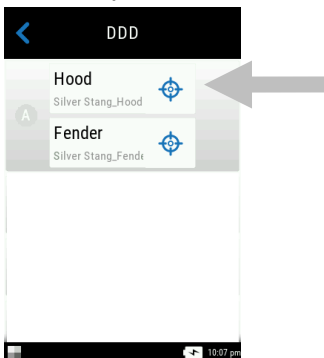 DDD
Hood
Silver Stang_Hood
A
Fender
Silver Stang_Fende
10:07 pm